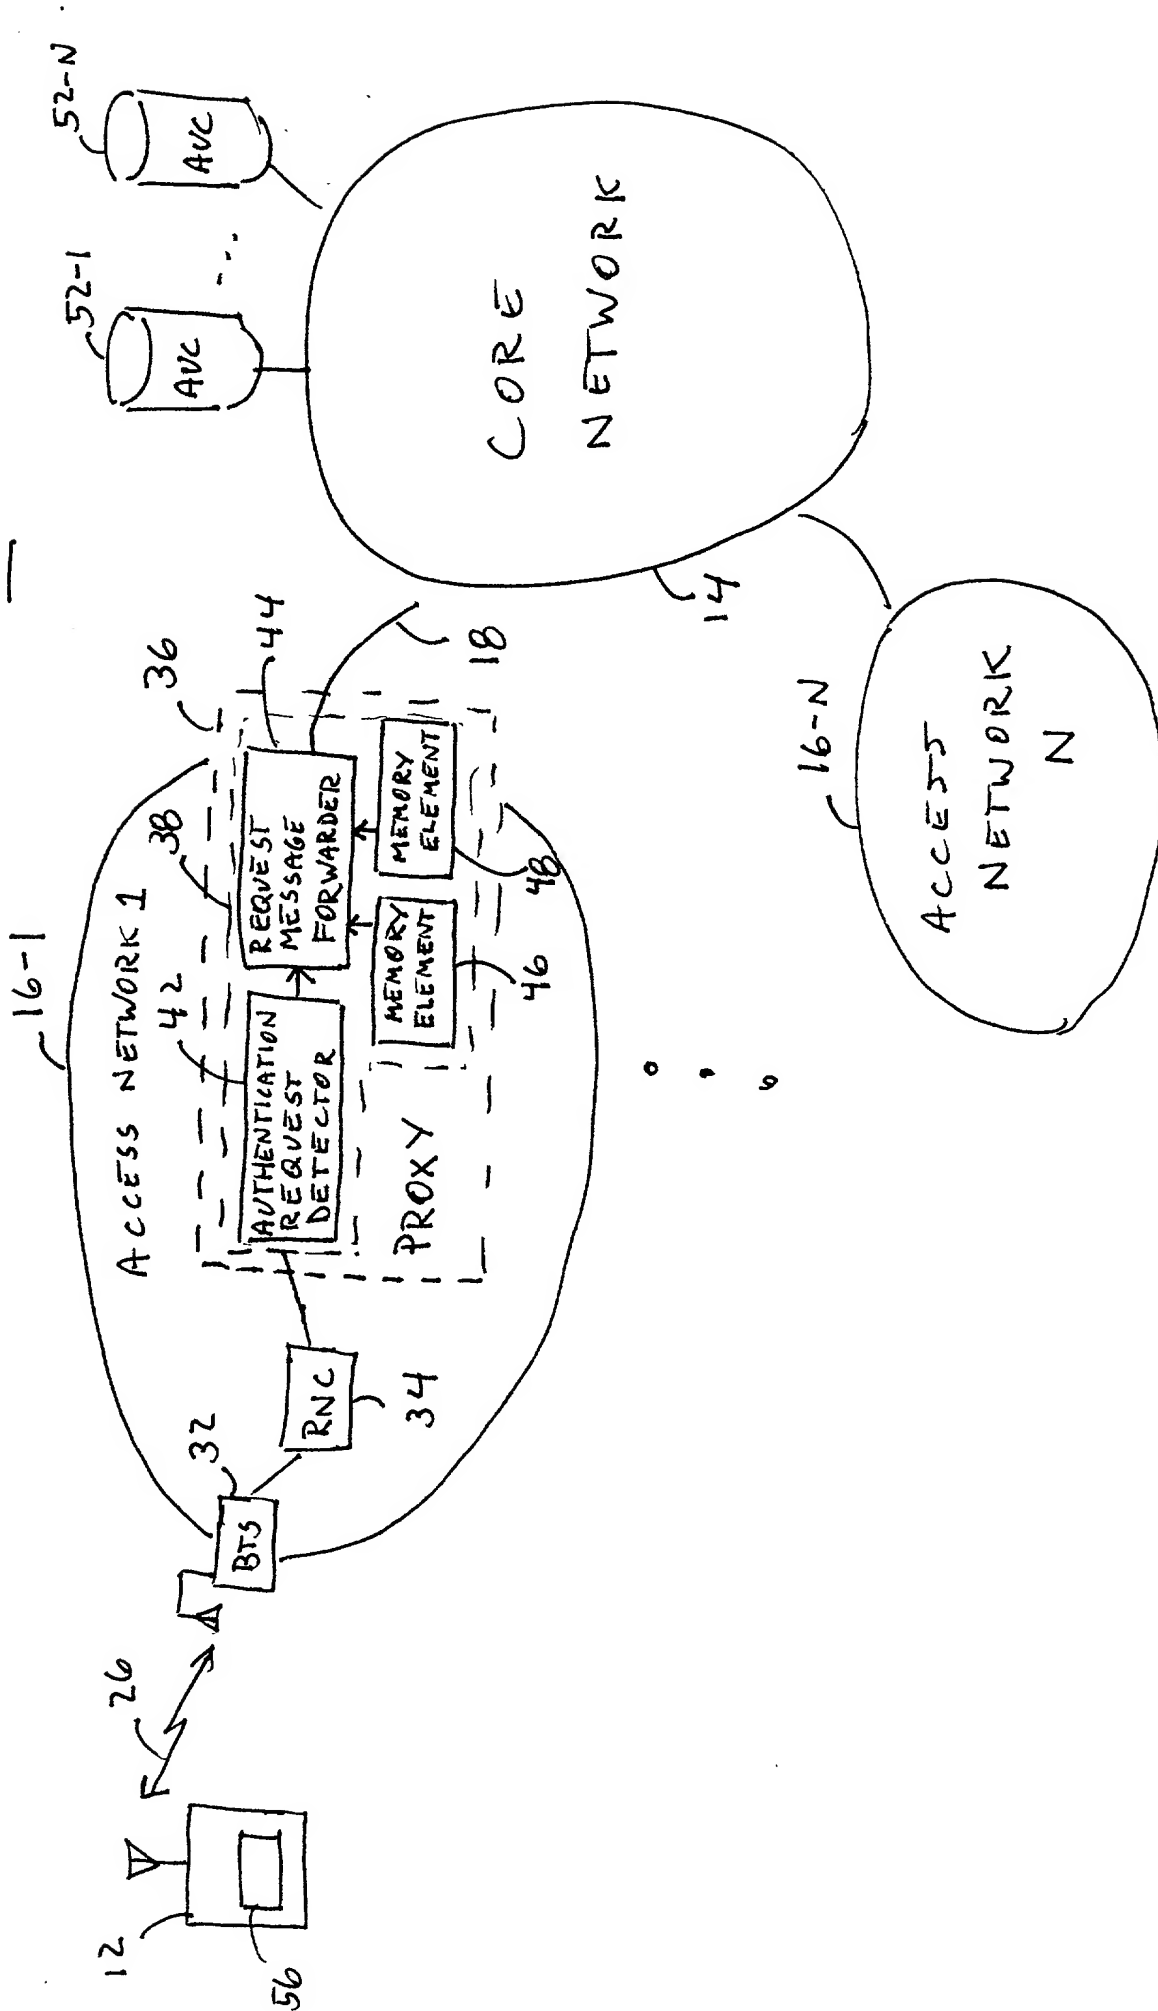 16-1
ACCESS NETWORK 1
36
38
42
44
AUTHENTICATION
REQUEST
DETECTOR
REQUEST
MESSAGE
FORWARDER
MEMORY
ELEMENT
MEMORY
ELEMENT
46
48
PROXY
18
12
56
26
32
BTS
RNC
34
52-1
AVC
...
52-N
AVC
CORE
NETWORK
14
16-N
ACCESS
NETWORK
N